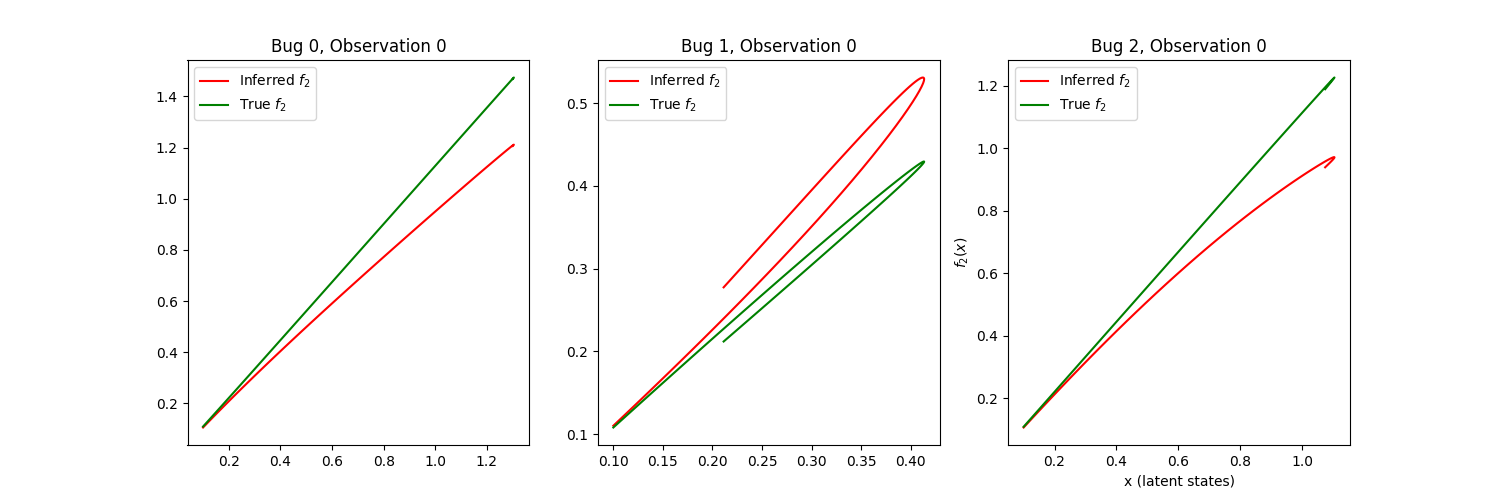 Bug 0, Observation 0
Inferred f₂
True f₂
1.4
1.2
1.0
0.8
0.6
0.4
0.2
0.2 0.4 0.6 0.8 1.0 1.2
Bug 1, Observation 0
Inferred f₂
True f₂
0.5
0.4
0.3
0.2
0.1
0.10 0.15 0.20 0.25 0.30 0.35 0.40
Bug 2, Observation 0
Inferred f₂
True f₂
f₂(x)
1.2
1.0
0.8
0.6
0.4
0.2
0.2 0.4 0.6 0.8 1.0
x (latent states)